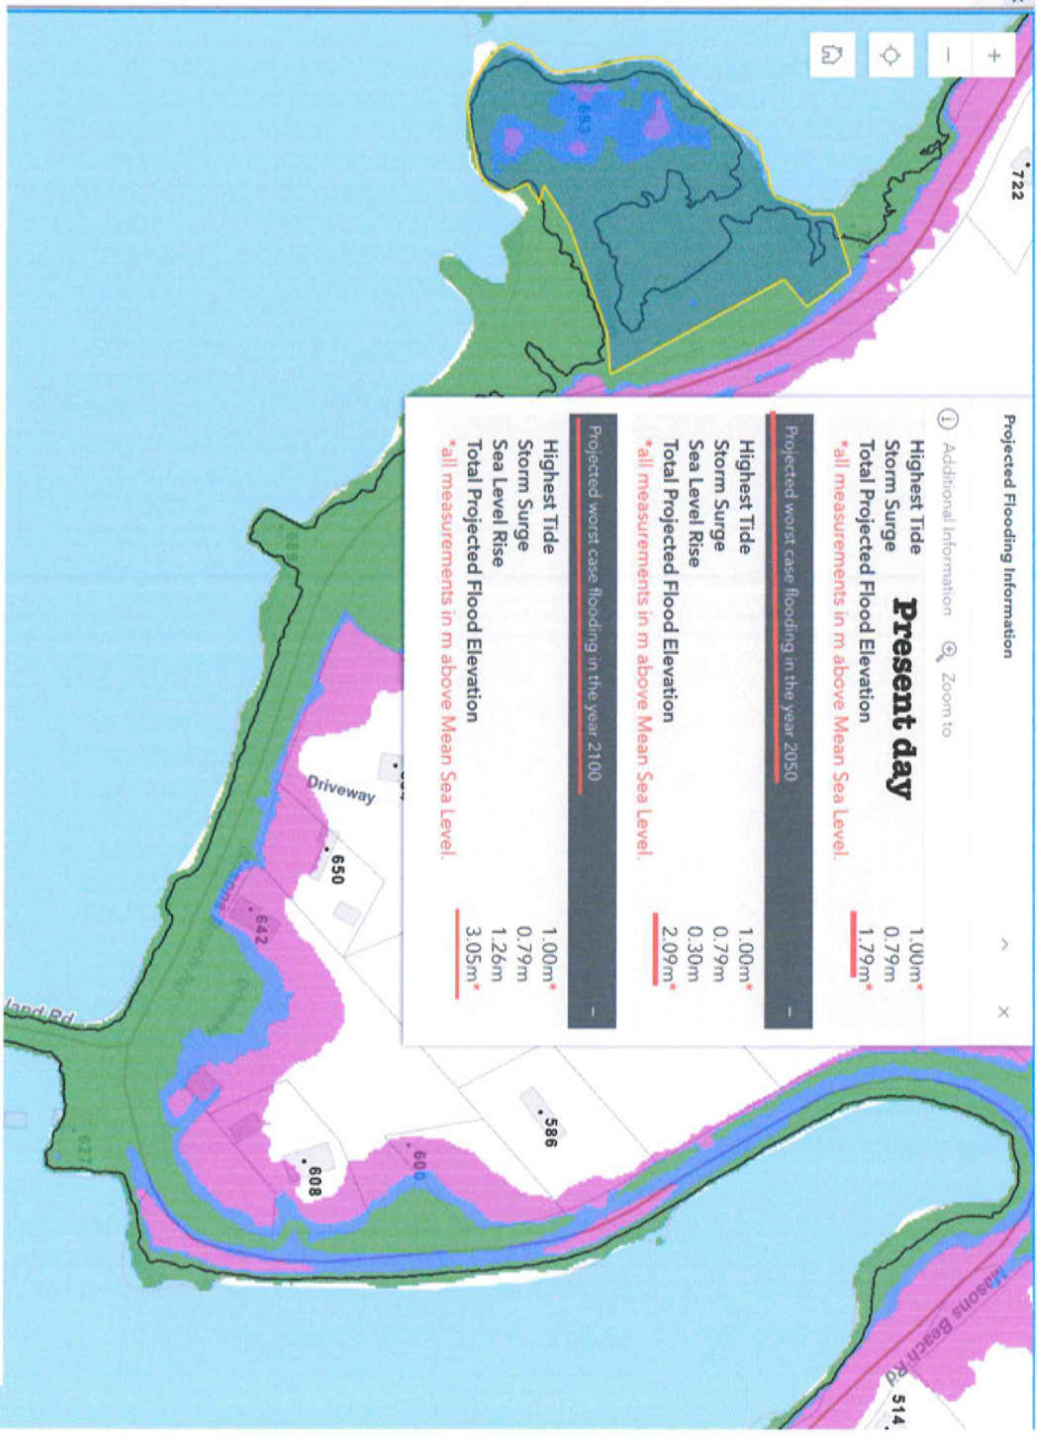 Projected Flooding Information
Additional Information Zoom to
Present day
Highest Tide 1.00m*
Storm Surge 0.79m
Total Projected Flood Elevation 1.79m*
*all measurements in m above Mean Sea Level.
Projected worst case flooding in the year 2050 –
Highest Tide 1.00m*
Storm Surge 0.79m
Sea Level Rise 0.30m
Total Projected Flood Elevation 2.09m*
*all measurements in m above Mean Sea Level.
Projected worst case flooding in the year 2100 –
Highest Tide 1.00m*
Storm Surge 0.79m
Sea Level Rise 1.26m
Total Projected Flood Elevation 3.05m*
*all measurements in m above Mean Sea Level.
722
693
Driveway
650
642
586
600
608
627
514
Masons Beach Rd
land Rd